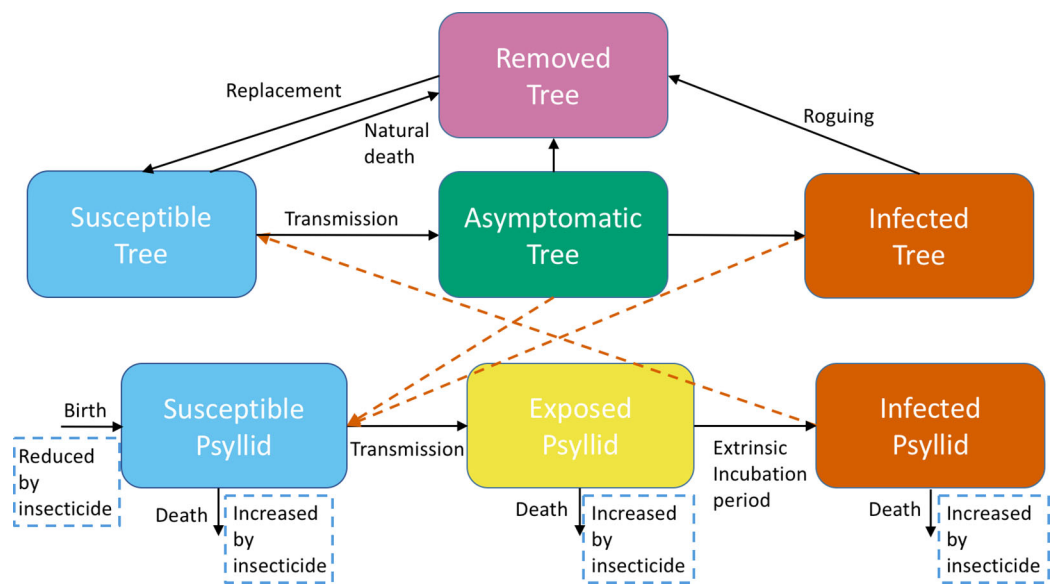 Removed
Tree
Replacement
Natural
death
Roguing
Susceptible
Tree
Transmission
Asymptomatic
Tree
Infected
Tree
Birth
Reduced
by
insecticide
Susceptible
Psyllid
Transmission
Exposed
Psyllid
Extrinsic
Incubation
period
Infected
Psyllid
Death
Increased
by
insecticide
Death
Increased
by
insecticide
Death
Increased
by
insecticide